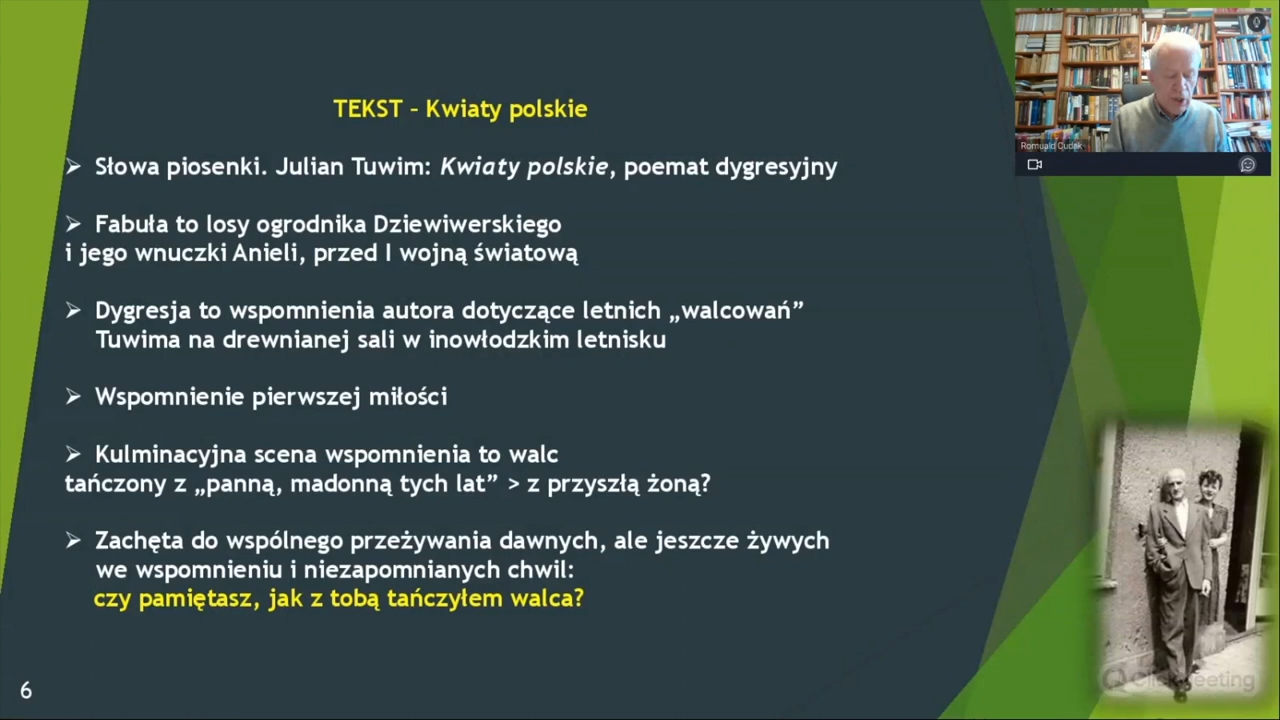 TEKST – Kwiaty polskie
Słowa piosenki. Julian Tuwim: Kwiaty polskie, poemat dygresyjny
Fabuła to losy ogrodnika Dziewiwerskiego
i jego wnuczki Anieli, przed I wojną światową
Dygresja to wspomnienia autora dotyczące letnich „walcowań”
Tuwima na drewnianej sali w inowłodzkim letnisku
Wspomnienie pierwszej miłości
Kulminacyjna scena wspomnienia to walc
tańczony z „panną, madonną tych lat” > z przyszłą żoną?
Zachęta do wspólnego przeżywania dawnych, ale jeszcze żywych
we wspomnieniu i niezapomnianych chwil:
czy pamiętasz, jak z tobą tańczyłem walca?
6
Romuald Cudak
ClickMeeting